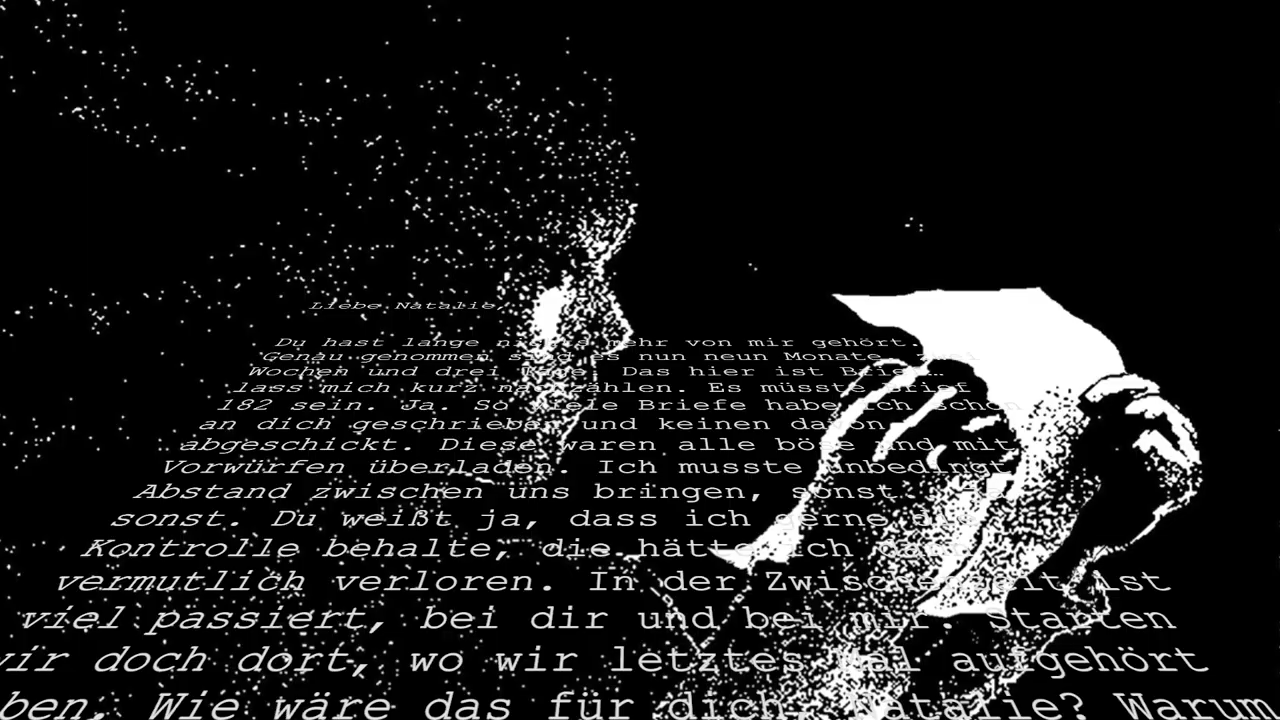 Liebe Natalie,
Du hast lange nichts mehr von mir gehört.
Genau genommen sind es nun neun Monate, zwei
Wochen und drei Tage. Das hier ist Brief…
lass mich kurz nachzählen. Es müsste Brief
182 sein. Ja. So viele Briefe habe ich schon
an dich geschrieben und keinen davon
abgeschickt. Diese waren alle böse und mit
Vorwürfen überladen. Ich musste unbedingt
Abstand zwischen uns bringen, sonst
sonst. Du weißt ja, dass ich gerne die
Kontrolle behalte, die hätte ich dann
vermutlich verloren. In der Zwischenzeit ist
viel passiert, bei dir und bei mir. Starten
wir doch dort, wo wir letztes Mal aufgehört
ben. Wie wäre das für dich, Natalie? Warum